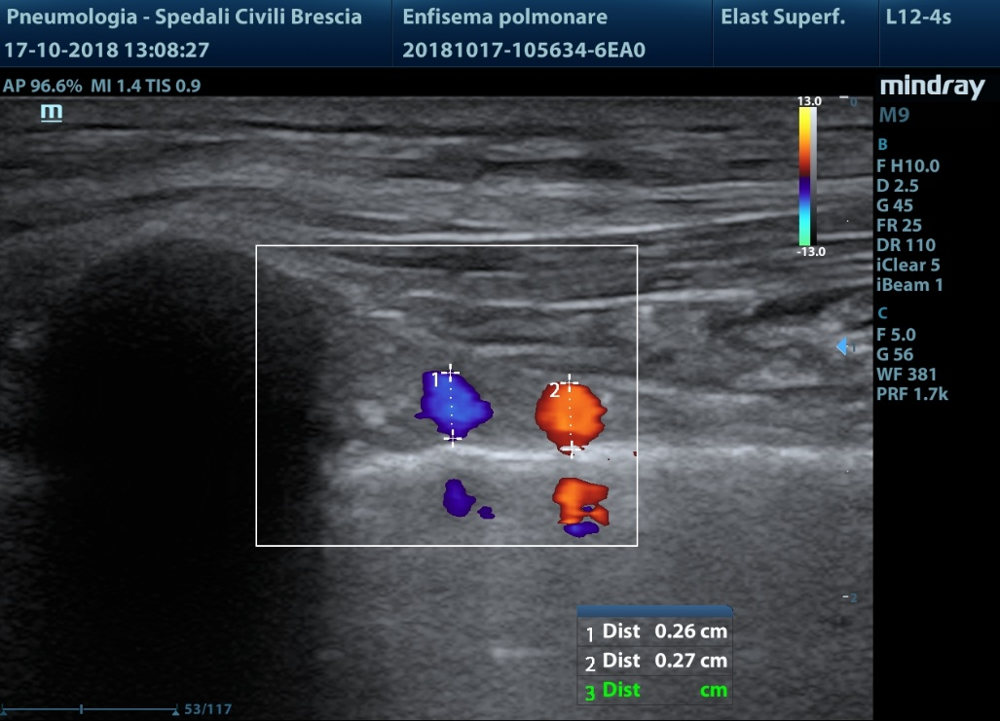 Pneumologia - Spedali Civili Brescia
Enfisema polmonare
Elast Superf.
L12-4s
17-10-2018 13:08:27
20181017-105634-6EA0
AP 96.6% MI 1.4 TIS 0.9
mindray
m
13.0
0
M9
B
F H10.0
D 2.5
G 45
FR 25
DR 110
-13.0
iClear 5
iBeam 1
C
F 5.0
1
G 56
WF 381
1
2
PRF 1.7k
2
1 Dist 0.26 cm
2 Dist 0.27 cm
3 Dist cm
53/117